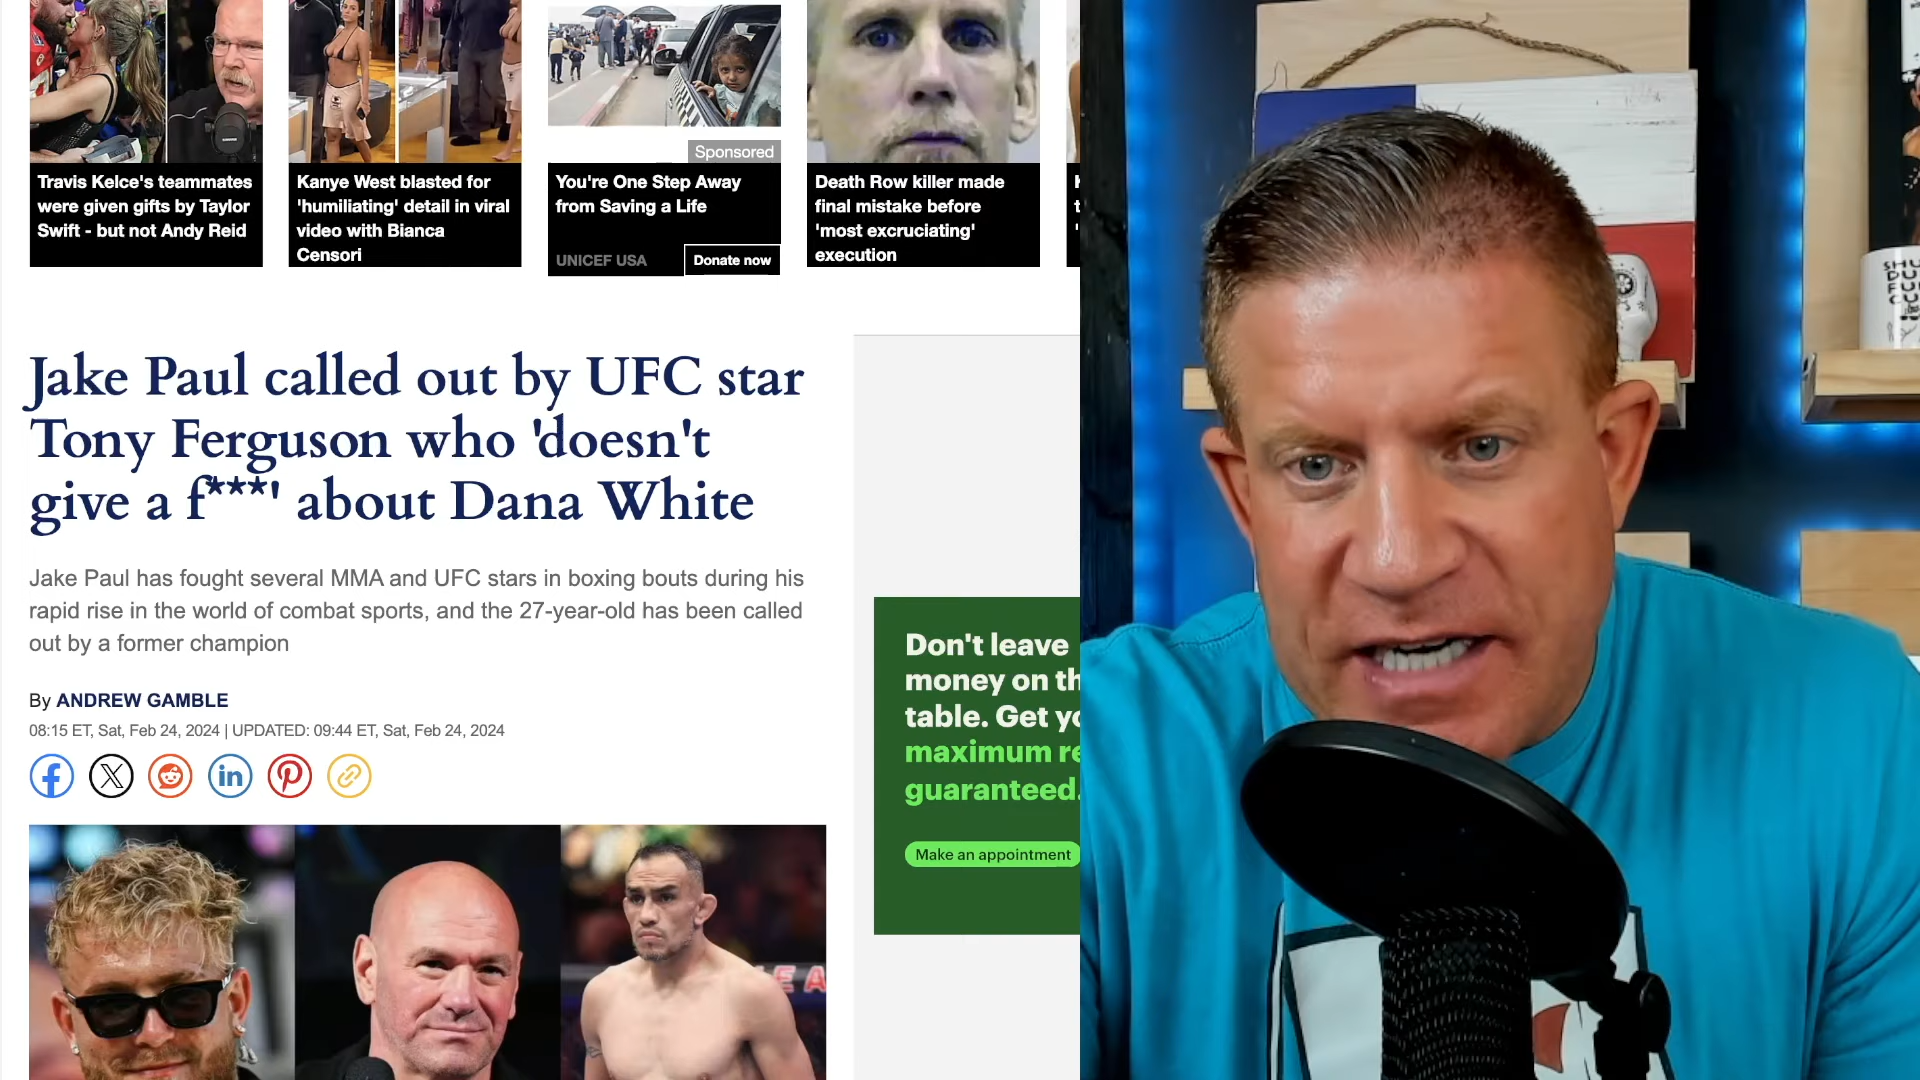 Travis Kelce's teammates
were given gifts by Taylor
Swift - but not Andy Reid
Kanye West blasted for
'humiliating' detail in viral
video with Bianca
Censori
Sponsored
You're One Step Away
from Saving a Life
UNICEF USA
Donate now
Death Row killer made
final mistake before
'most excruciating'
execution
Jake Paul called out by UFC star
Tony Ferguson who 'doesn't
give a f***' about Dana White
Jake Paul has fought several MMA and UFC stars in boxing bouts during his
rapid rise in the world of combat sports, and the 27-year-old has been called
out by a former champion
By ANDREW GAMBLE
08:15 ET, Sat, Feb 24, 2024 | UPDATED: 09:44 ET, Sat, Feb 24, 2024
Don't leave
money on
table. Get
maximum
guaranteed.
Make an appointment